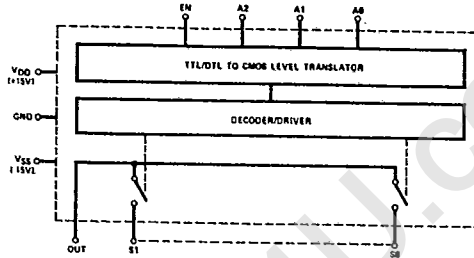 EN A2 A1 A0
TTL/DTL TO CMOS LEVEL TRANSLATOR
VDD
(+15V)
GND
DECODER/DRIVER
VSS
(-15V)
OUT S1 S8